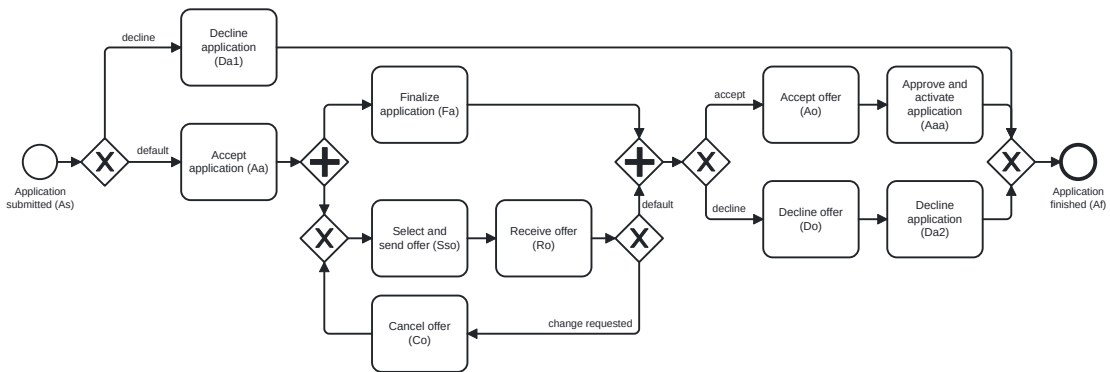 decline
Decline
application
(Da1)
Finalize
application (Fa)
accept
Accept offer
(Ao)
Approve and
activate
application
(Aaa)
default
Accept
application (Aa)
Application
submitted (As)
Application
finished (Af)
Select and
send offer (Sso)
Receive offer
(Ro)
default
decline
Decline offer
(Do)
Decline
application
(Da2)
Cancel offer
(Co)
change requested